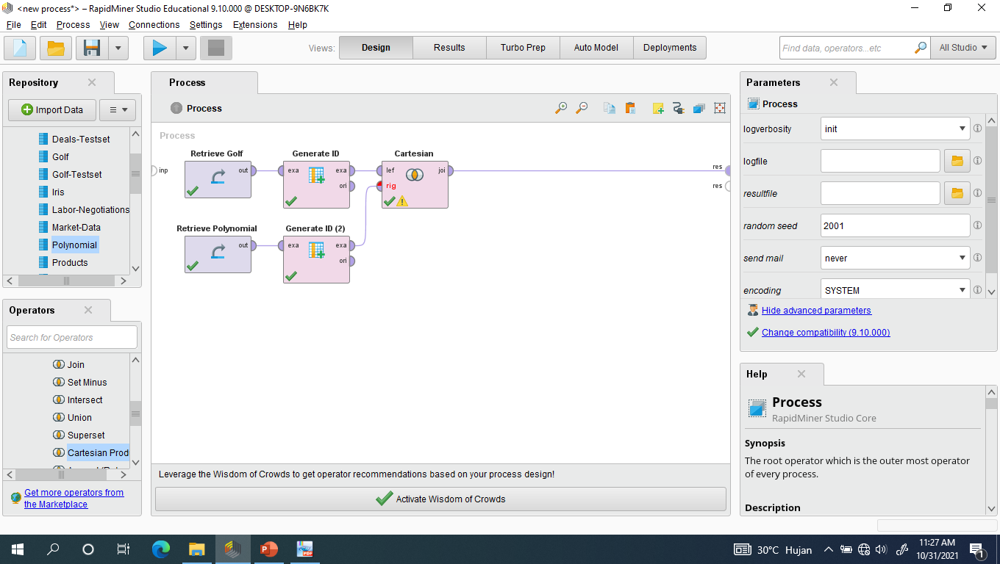 <new process*> – RapidMiner Studio Educational 9.10.000 @ DESKTOP-9N6BK7K
File Edit Process View Connections Settings Extensions Help
Views: Design Results Turbo Prep Auto Model Deployments
Find data, operators...etc
All Studio
Repository
Import Data
Deals-Testset
Golf
Golf-Testset
Iris
Labor-Negotiations
Market-Data
Polynomial
Products
Operators
Search for Operators
Join
Set Minus
Intersect
Union
Superset
Cartesian Prod
Get more operators from
the Marketplace
Process
Process
Process
inp
Retrieve Golf
out
Generate ID
exa exa
ori
Cartesian
lef joi
rig
res
res
Retrieve Polynomial
out
Generate ID (2)
exa exa
ori
Leverage the Wisdom of Crowds to get operator recommendations based on your process design!
Activate Wisdom of Crowds
Parameters
Process
logverbosity init
logfile
resultfile
random seed 2001
send mail never
encoding SYSTEM
Hide advanced parameters
Change compatibility (9.10.000)
Help
Process
RapidMiner Studio Core
Synopsis
The root operator which is the outer most operator
of every process.
Description
30°C Hujan
11:27 AM
10/31/2021
1